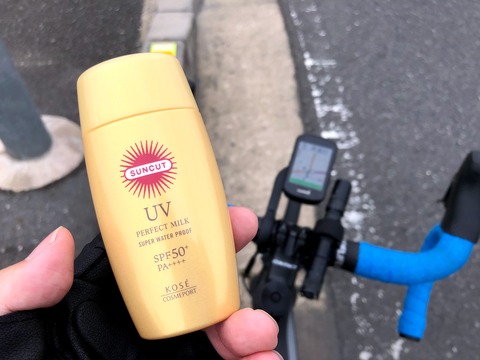 SUNCUT
UV
PERFECT MILK
SUPER WATER PROOF
SPF50+
PA++++
KOSÉ
COSMEPORT